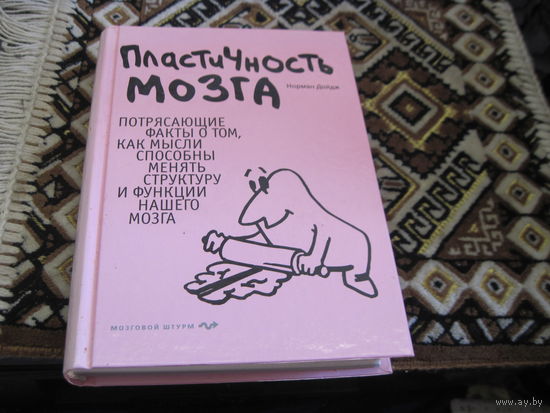 ПластиЧность
МОЗГА
Норман Дойдж
ПОТРЯСАЮЩИЕ
ФАКТЫ О ТОМ,
КАК МЫСЛИ
СПОСОБНЫ
МЕНЯТЬ
СТРУКТУРУ
И ФУНКЦИИ
НАШЕГО
МОЗГА
МОЗГОВОЙ ШТУРМ
www.ay.by